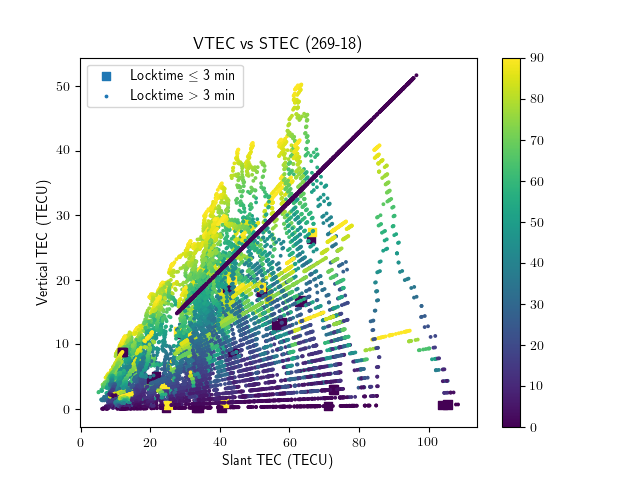 VTEC vs STEC (269-18)
Locktime ≤ 3 min
Locktime > 3 min
Vertical TEC (TECU)
50
40
30
20
10
0
0 20 40 60 80 100
Slant TEC (TECU)
90
80
70
60
50
40
30
20
10
0